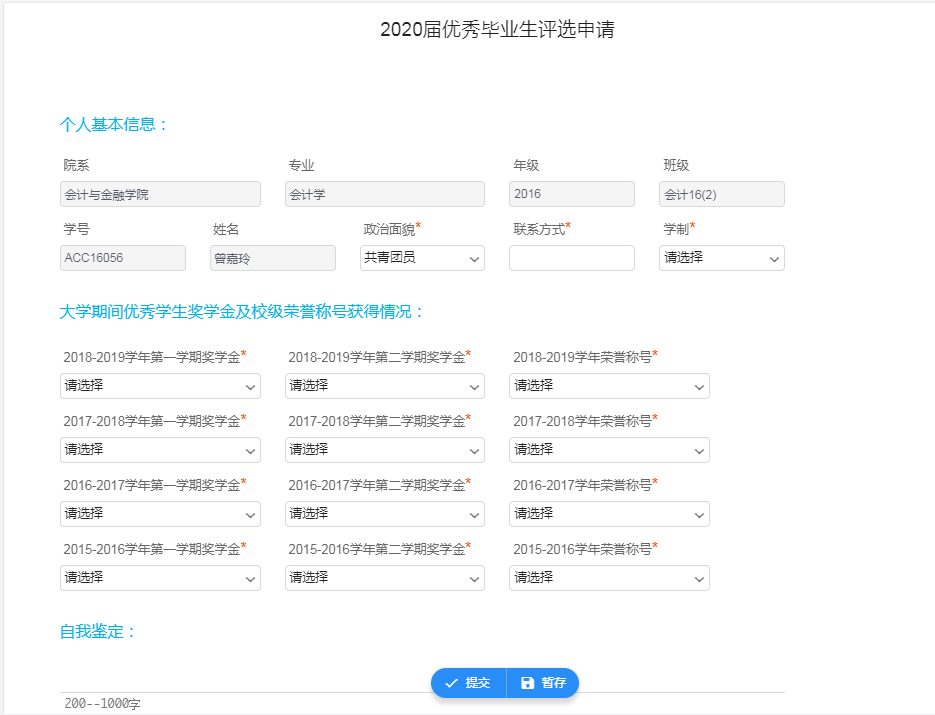 2020届优秀毕业生评选申请
个人基本信息：
院系 专业 年级 班级
会计与金融学院 会计学 2016 会计16(2)
学号 姓名 政治面貌* 联系方式* 学制*
ACC16056 曾嘉玲 共青团员 请选择
大学期间优秀学生奖学金及校级荣誉称号获得情况：
2018-2019学年第一学期奖学金* 2018-2019学年第二学期奖学金* 2018-2019学年荣誉称号*
请选择 请选择 请选择
2017-2018学年第一学期奖学金* 2017-2018学年第二学期奖学金* 2017-2018学年荣誉称号*
请选择 请选择 请选择
2016-2017学年第一学期奖学金* 2016-2017学年第二学期奖学金* 2016-2017学年荣誉称号*
请选择 请选择 请选择
2015-2016学年第一学期奖学金* 2015-2016学年第二学期奖学金* 2015-2016学年荣誉称号*
请选择 请选择 请选择
自我鉴定：
提交 暂存
200--1000字